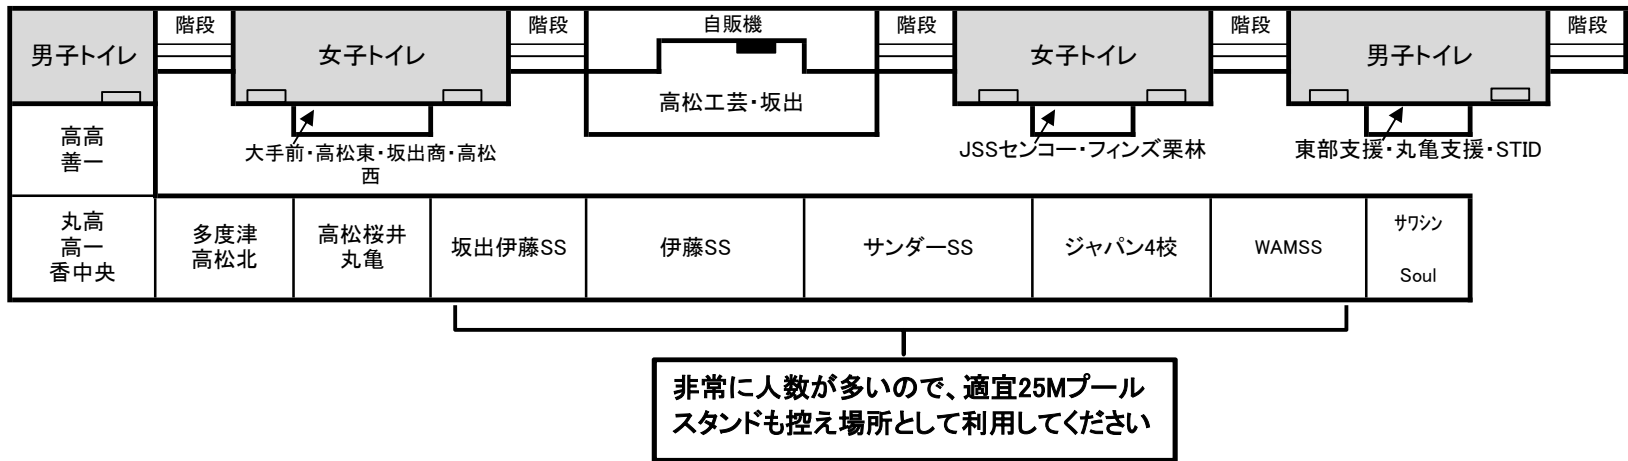 階段
自販機
階段
階段
階段
階段
男子トイレ
女子トイレ
女子トイレ
男子トイレ
高松工芸・坂出
高高
善一
大手前・高松東・坂出商・高松
西
JSSセンコー・フィンズ栗林
東部支援・丸亀支援・STID
丸高
高一
香中央
多度津
高松北
高松桜井
丸亀
坂出伊藤SS
伊藤SS
サンダーSS
ジャパン4校
WAMSS
サワシン
Soul
非常に人数が多いので、適宜25Mプール
スタンドも控え場所として利用してください